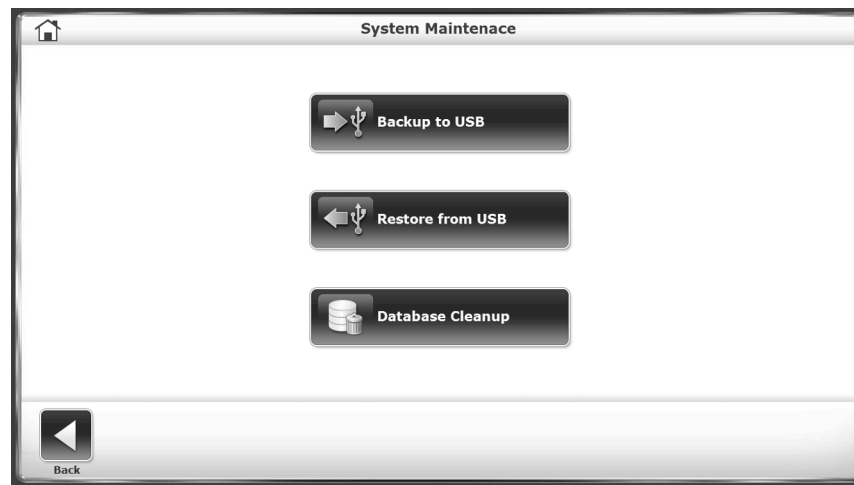 System Maintenace
Backup to USB
Restore from USB
Database Cleanup
Back